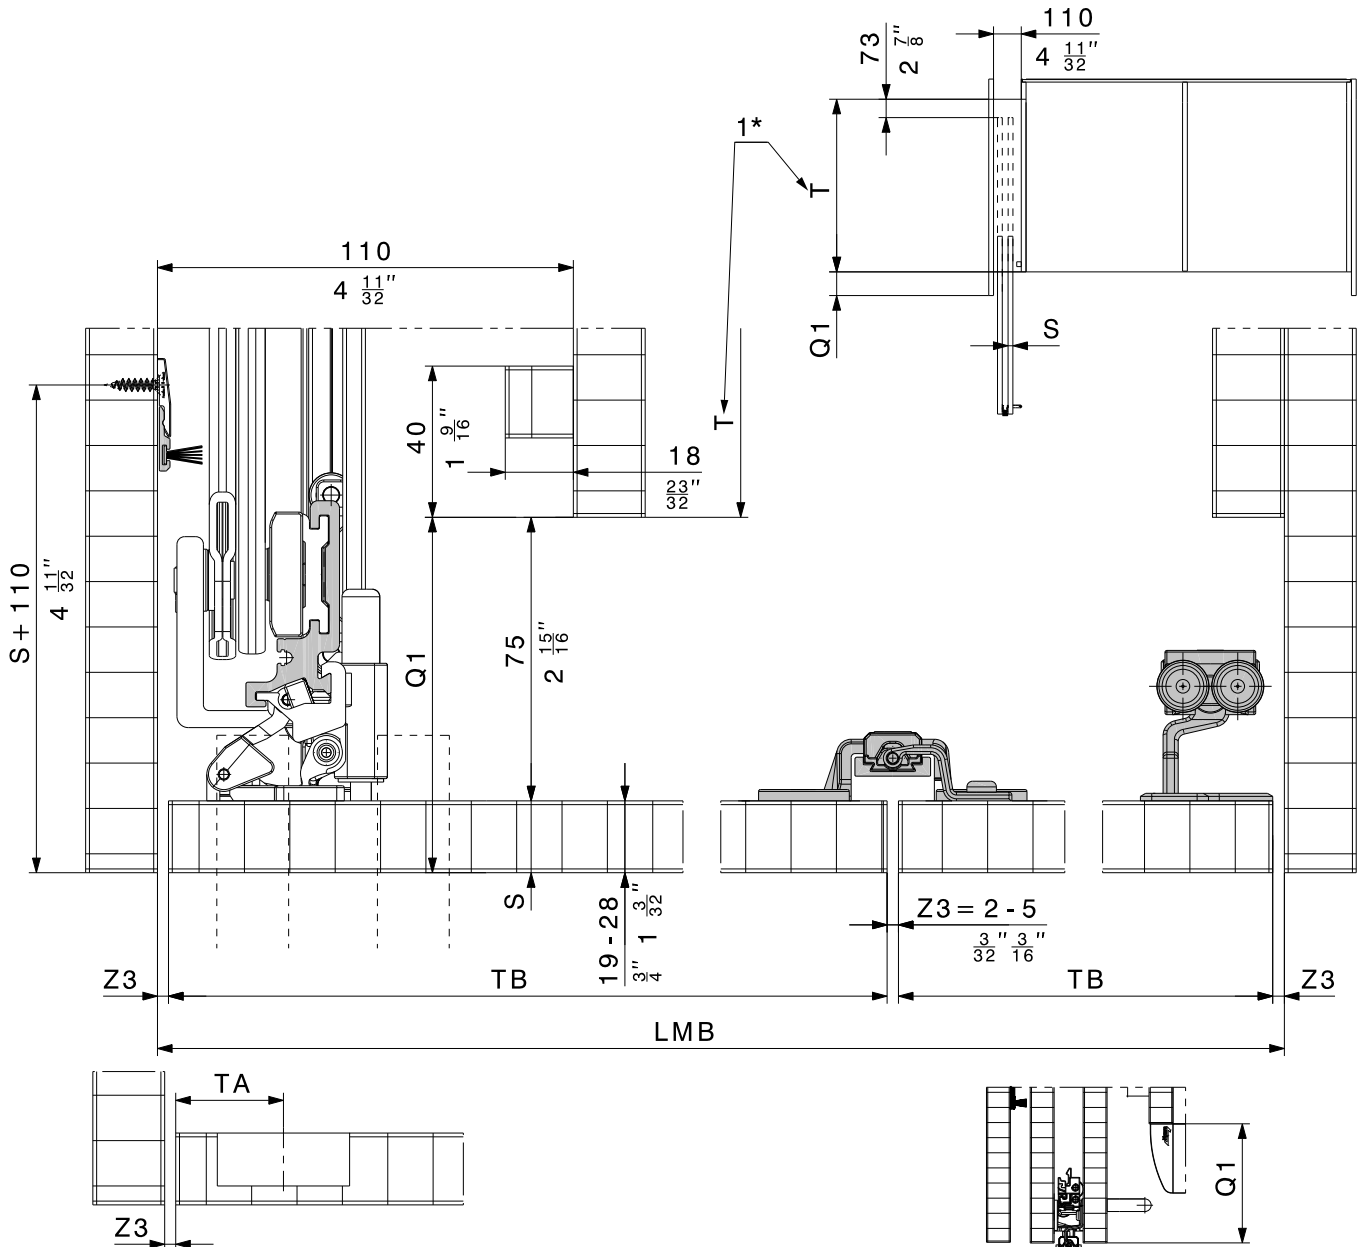 110
4 11/32"
73
2 7/8"
1*
T
Q1
S
110
4 11/32"
T
40
1 9/16"
18
23/32"
S + 110
4 11/32"
Q1
75
2 15/16"
S
19 - 28
3/4" 1 3/32"
Z3 = 2 - 5
3/32" 3/16"
Z3
TB
TB
Z3
LMB
TA
Z3
Q1